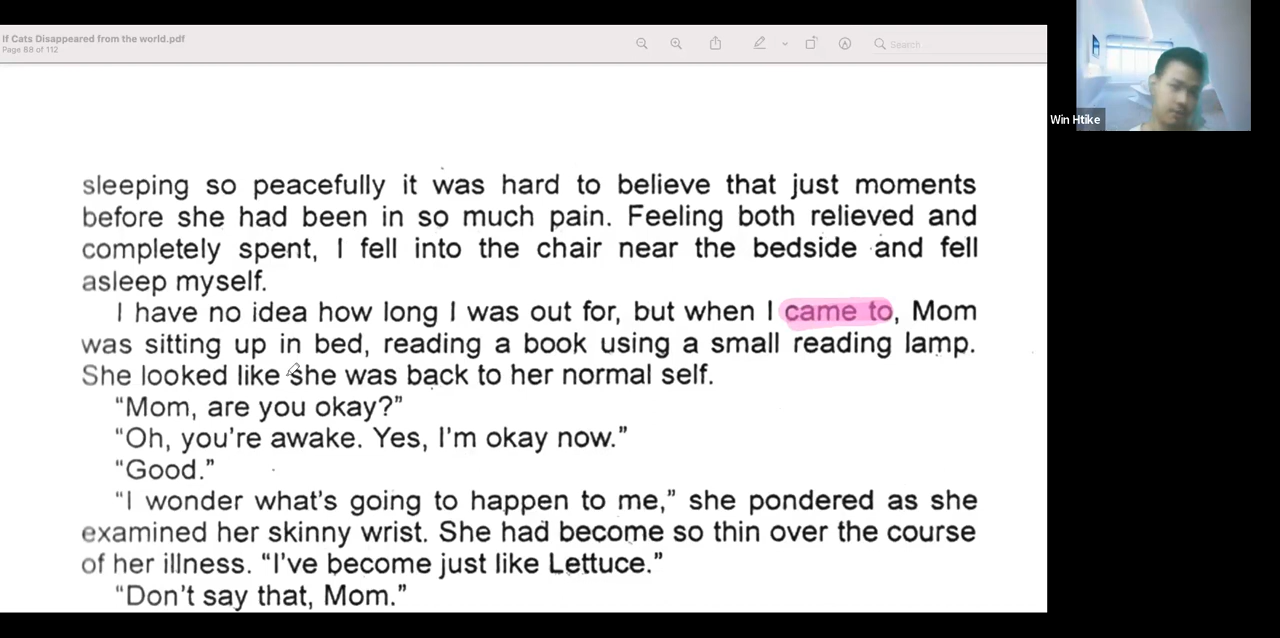 If Cats Disappeared from the world.pdf
Page 88 of 112
Search
Win Htike
sleeping so peacefully it was hard to believe that just moments
before she had been in so much pain. Feeling both relieved and
completely spent, I fell into the chair near the bedside and fell
asleep myself.
I have no idea how long I was out for, but when I came to, Mom
was sitting up in bed, reading a book using a small reading lamp.
She looked like she was back to her normal self.
“Mom, are you okay?”
“Oh, you’re awake. Yes, I’m okay now.”
“Good.”
“I wonder what’s going to happen to me,” she pondered as she
examined her skinny wrist. She had become so thin over the course
of her illness. “I’ve become just like Lettuce.”
“Don’t say that, Mom.”